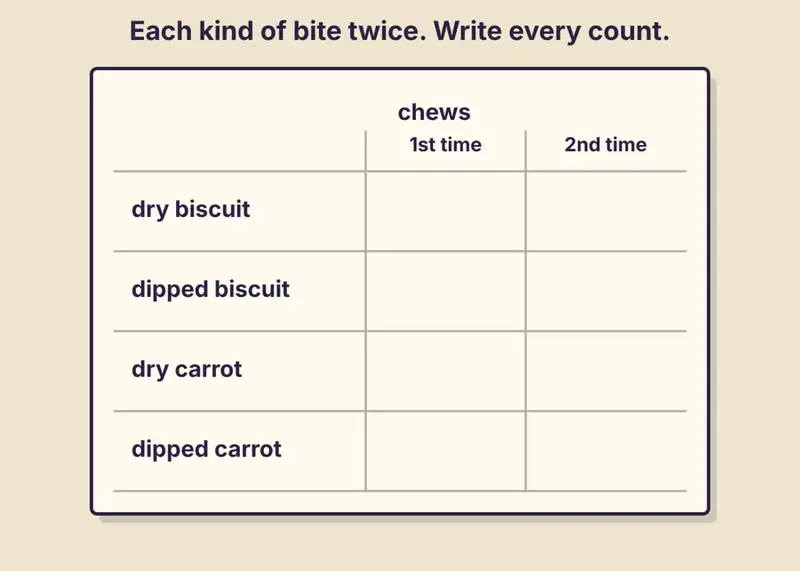 Each kind of bite twice. Write every count.
chews
1st time 2nd time
dry biscuit
dipped biscuit
dry carrot
dipped carrot